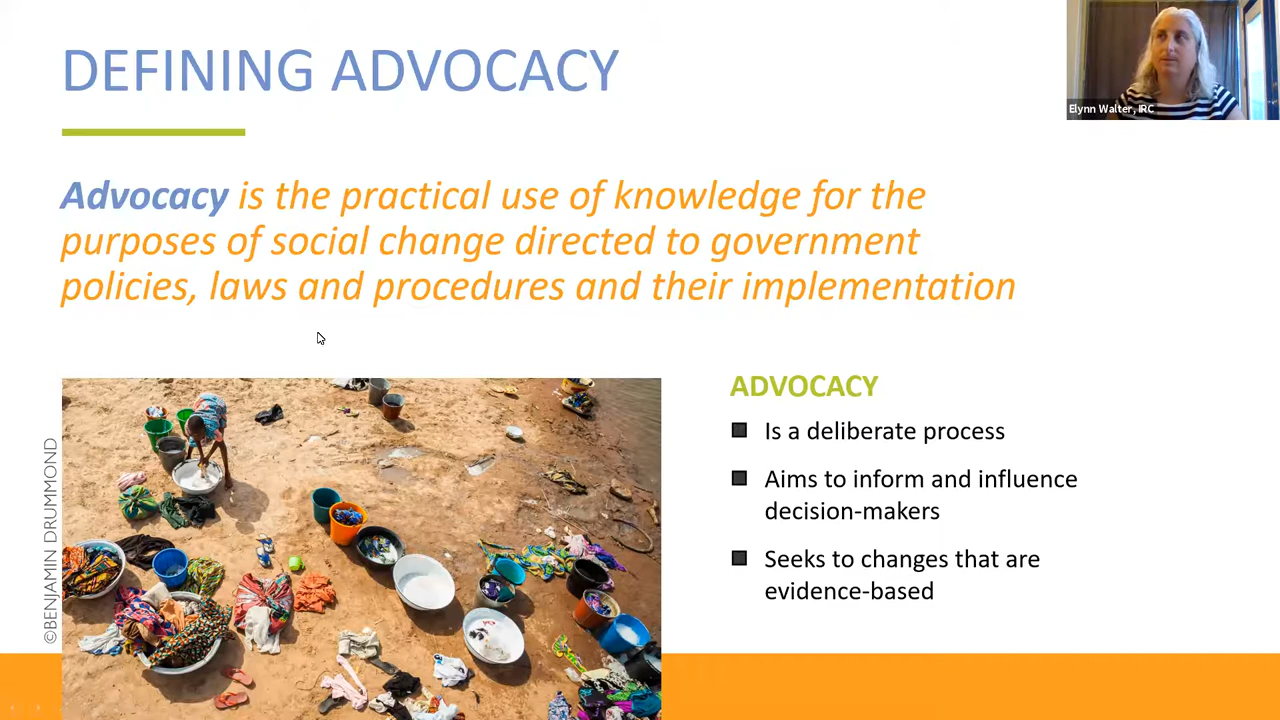 DEFINING ADVOCACY
Elynn Walter, IRC
Advocacy is the practical use of knowledge for the
purposes of social change directed to government
policies, laws and procedures and their implementation
©BENJAMIN DRUMMOND
ADVOCACY
Is a deliberate process
Aims to inform and influence
decision-makers
Seeks to changes that are
evidence-based